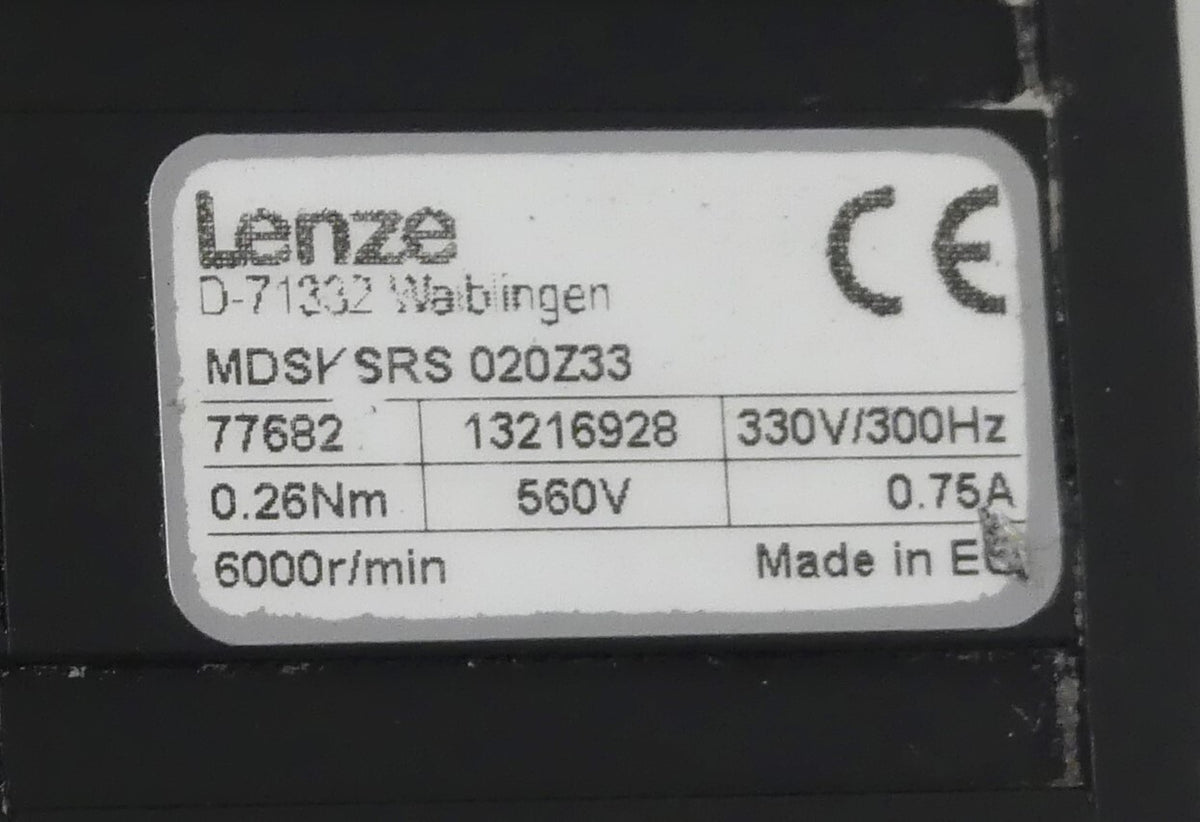 Lenze
CE
D-71332 Waiblingen
MDSKSRS 020Z33
77682 13216928 330V/300Hz
0.26Nm 560V 0.75A
6000r/min Made in EU